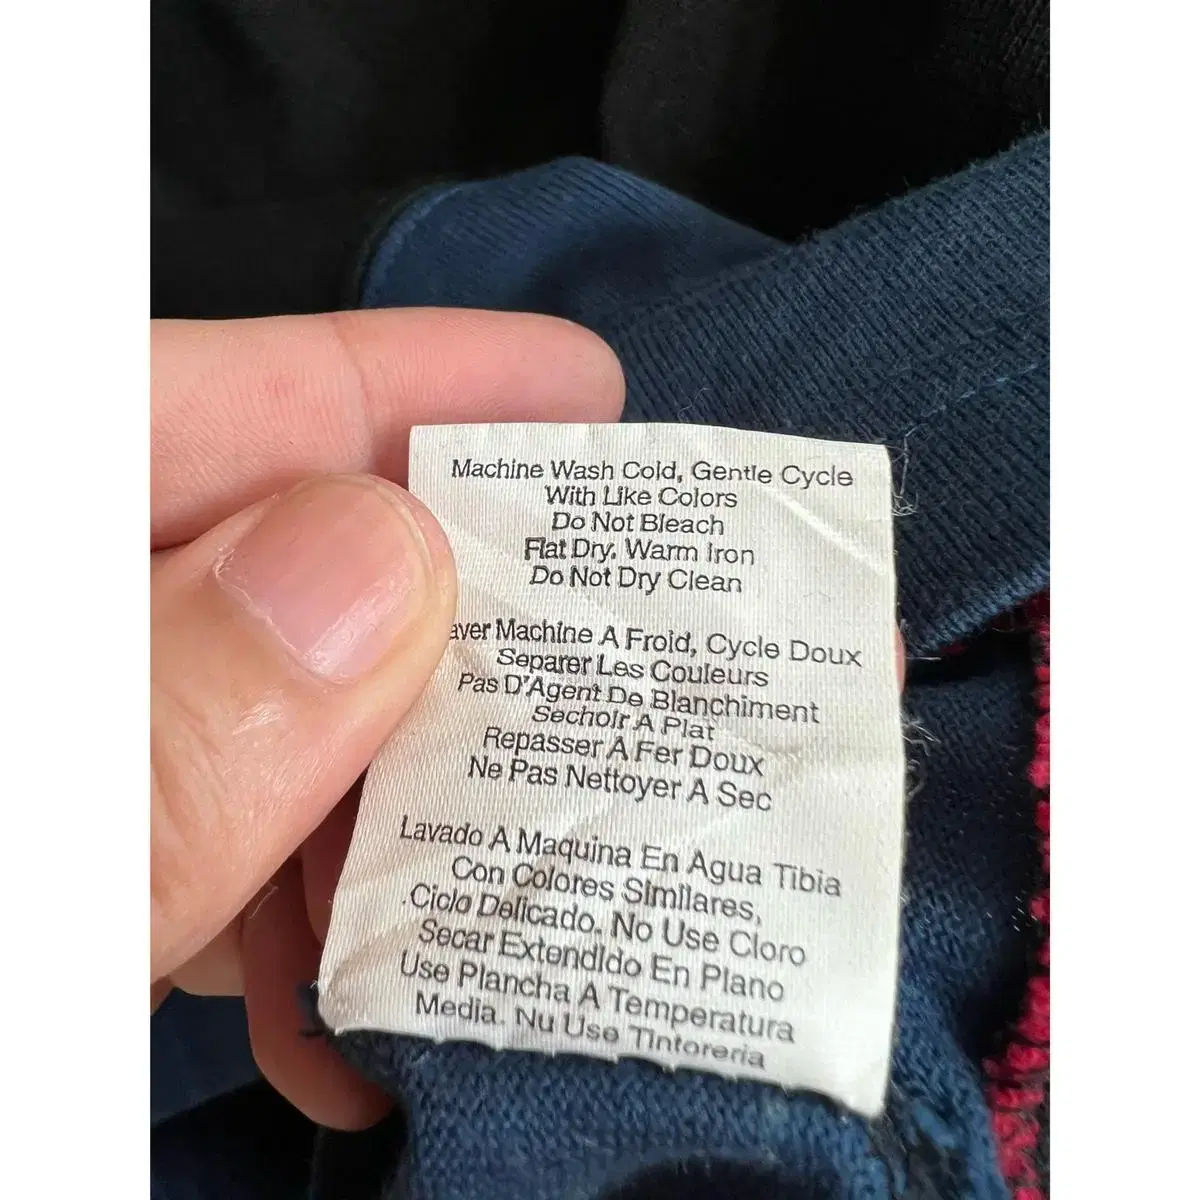 Machine Wash Cold, Gentle Cycle
With Like Colors
Do Not Bleach
Flat Dry. Warm Iron
Do Not Dry Clean
aver Machine A Froid, Cycle Doux
Separer Les Couleurs
Pas D'Agent De Blanchiment
Sechoir A Plat
Repasser A Fer Doux
Ne Pas Nettoyer A Sec
Lavado A Maquina En Agua Tibia
Con Colores Similares,
Ciclo Delicado. No Use Cloro
Secar Extendido En Plano
Use Plancha A Temperatura
Media. Nu Use Tintoreria